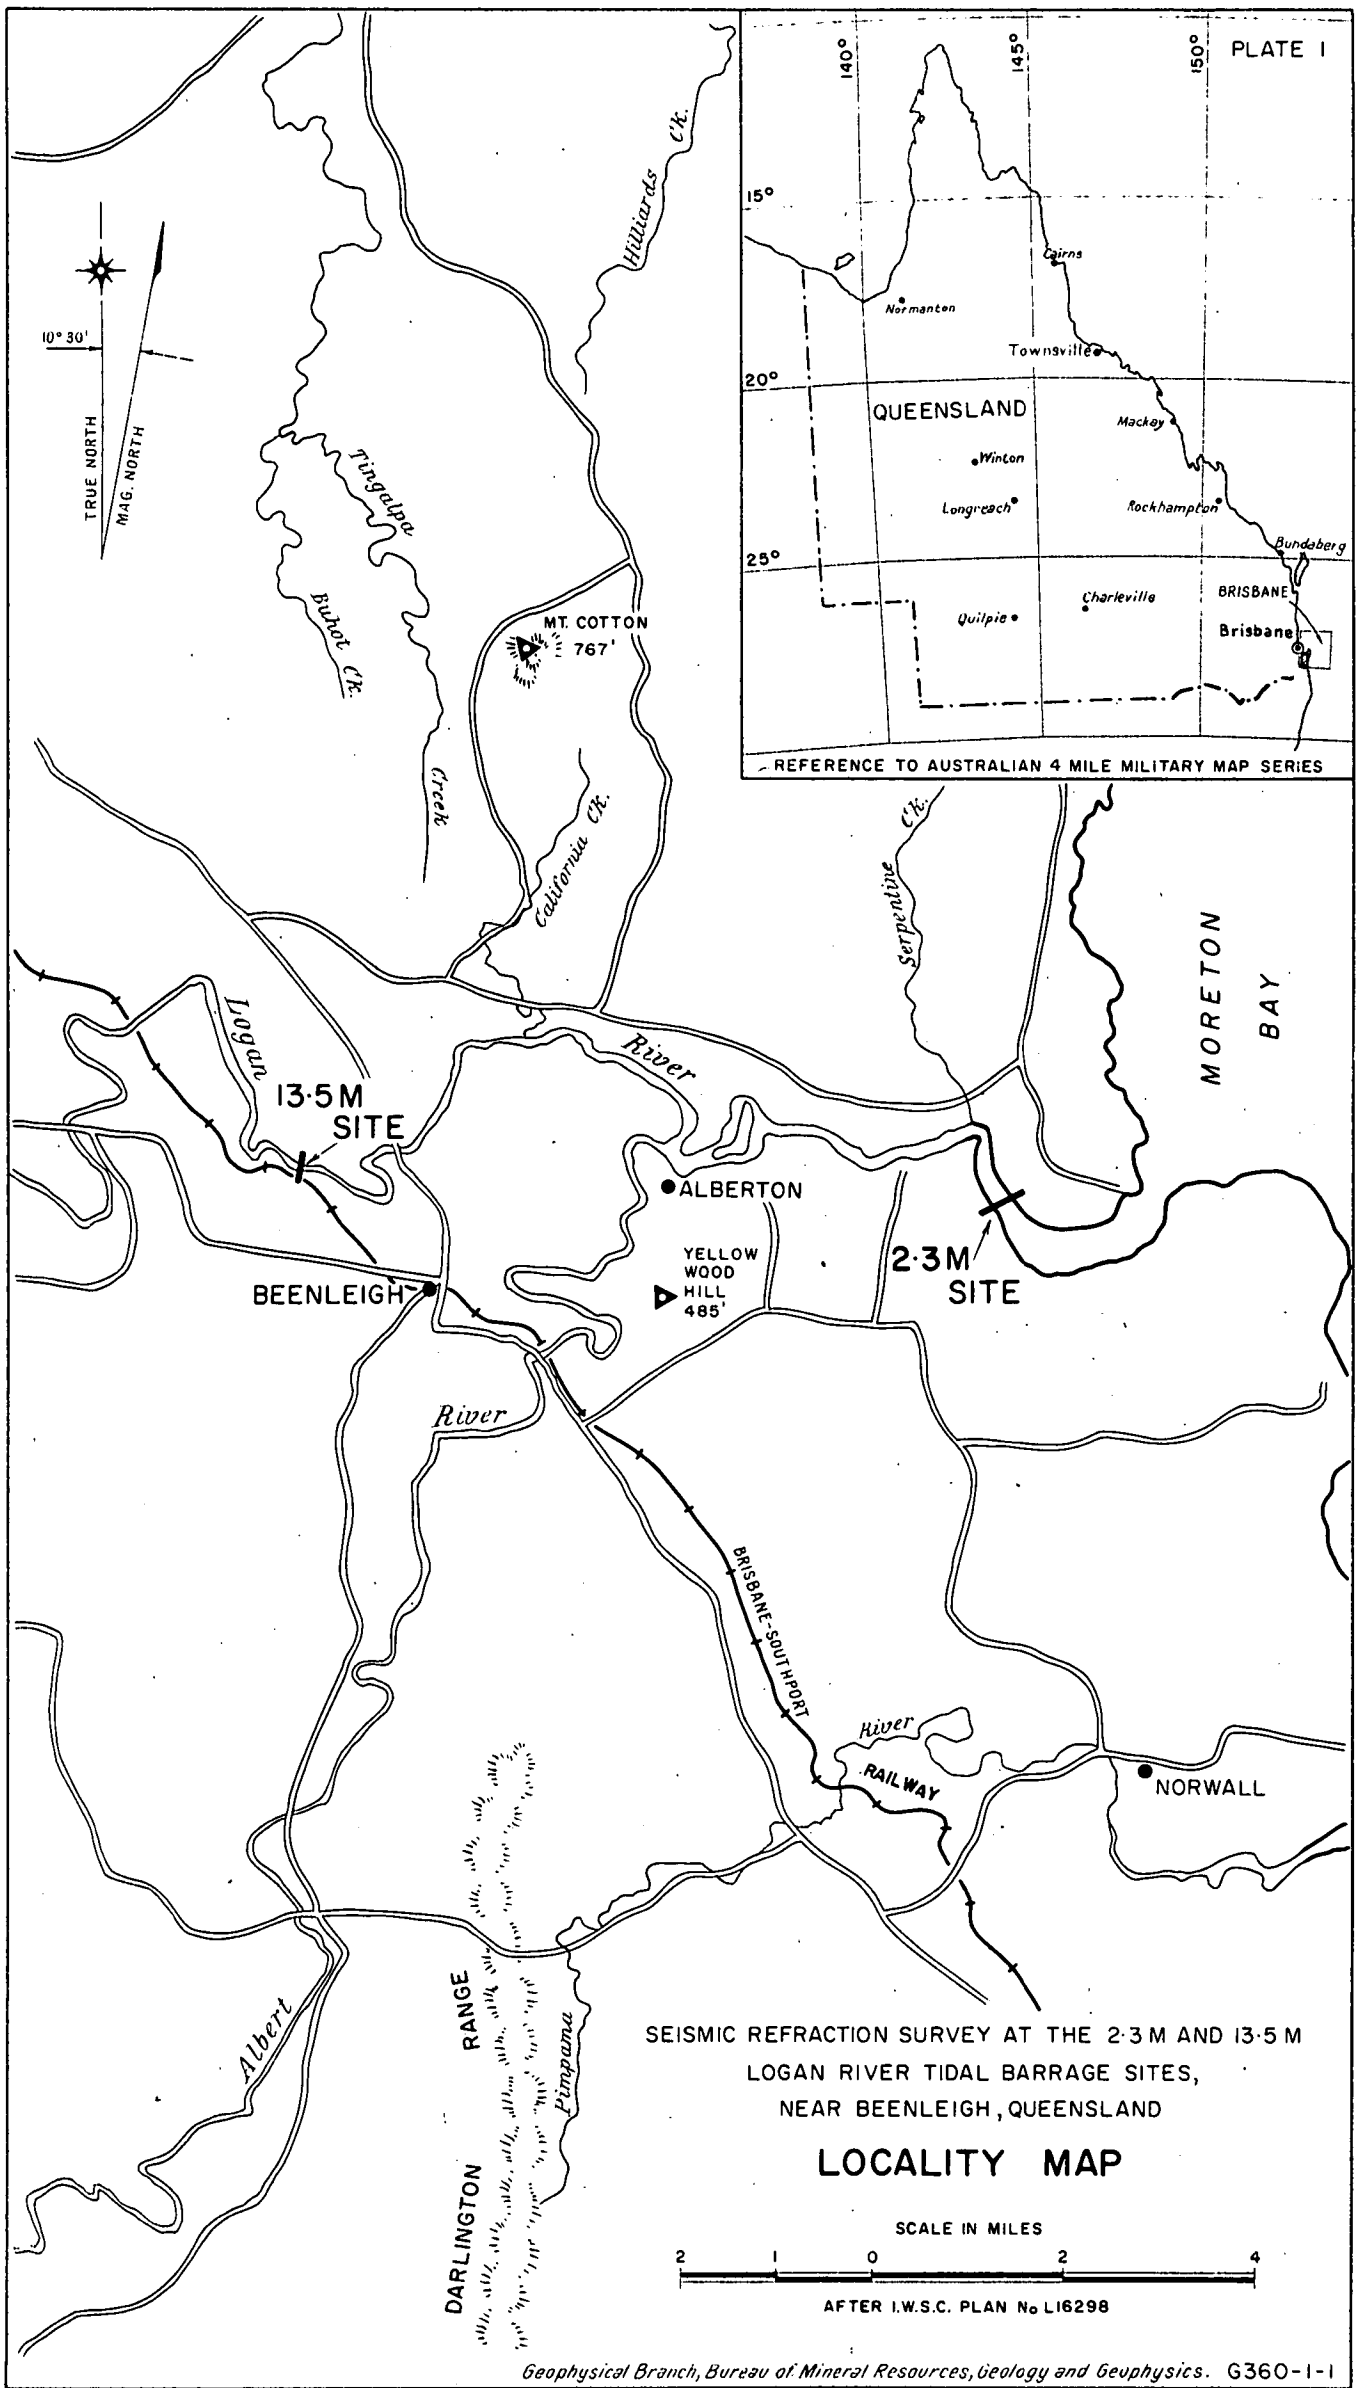 PLATE 1
140°
145°
150°
15°
20°
25°
Cairns
Normanton
Townsville
QUEENSLAND
Mackay
Winton
Longreach
Rockhampton
Bundaberg
BRISBANE
Charleville
Quilpie
Brisbane
REFERENCE TO AUSTRALIAN 4 MILE MILITARY MAP SERIES
Hilliards Ck.
10° 30'
TRUE NORTH
MAG. NORTH
Tingalpa
Creek
Buhot Ck.
MT. COTTON
767'
California Ck.
Serpentine Ck.
MORETON
BAY
Logan
River
13·5 M
SITE
ALBERTON
YELLOW
WOOD
HILL
485'
2·3 M
SITE
BEENLEIGH
River
BRISBANE-SOUTHPORT
RAILWAY
River
NORWALL
Albert
DARLINGTON RANGE
Pimpama
SEISMIC REFRACTION SURVEY AT THE 2·3 M AND 13·5 M
LOGAN RIVER TIDAL BARRAGE SITES,
NEAR BEENLEIGH, QUEENSLAND
LOCALITY MAP
SCALE IN MILES
2 1 0 2 4
AFTER I.W.S.C. PLAN No L16298
Geophysical Branch, Bureau of Mineral Resources, Geology and Geophysics. G360-1-1